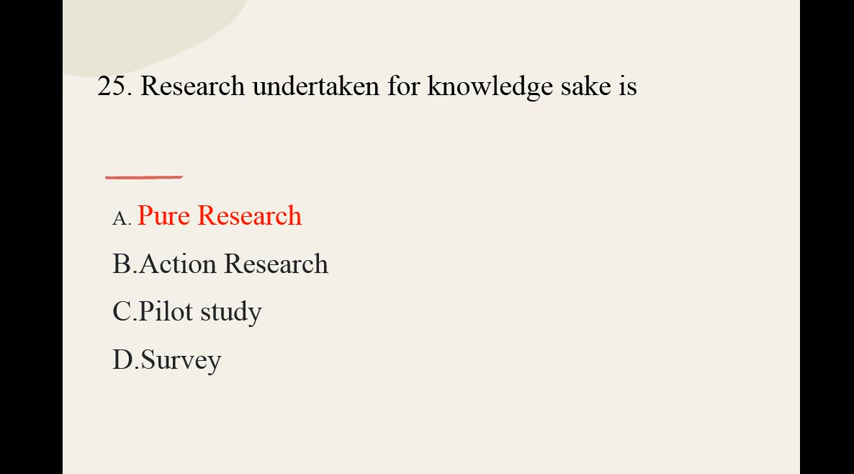 25. Research undertaken for knowledge sake is
A. Pure Research
B.Action Research
C.Pilot study
D.Survey